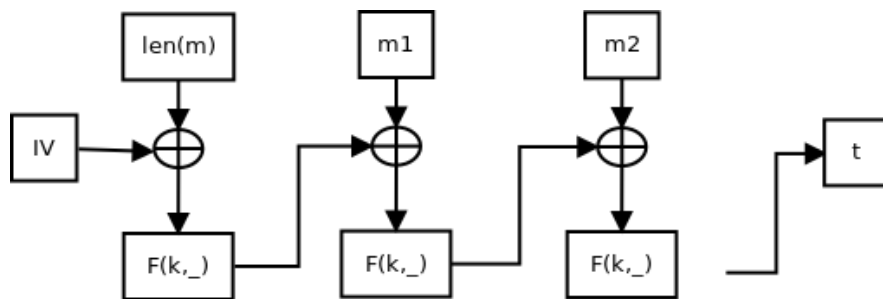 len(m)
m1
m2
IV
t
F(k,_)
F(k,_)
F(k,_)